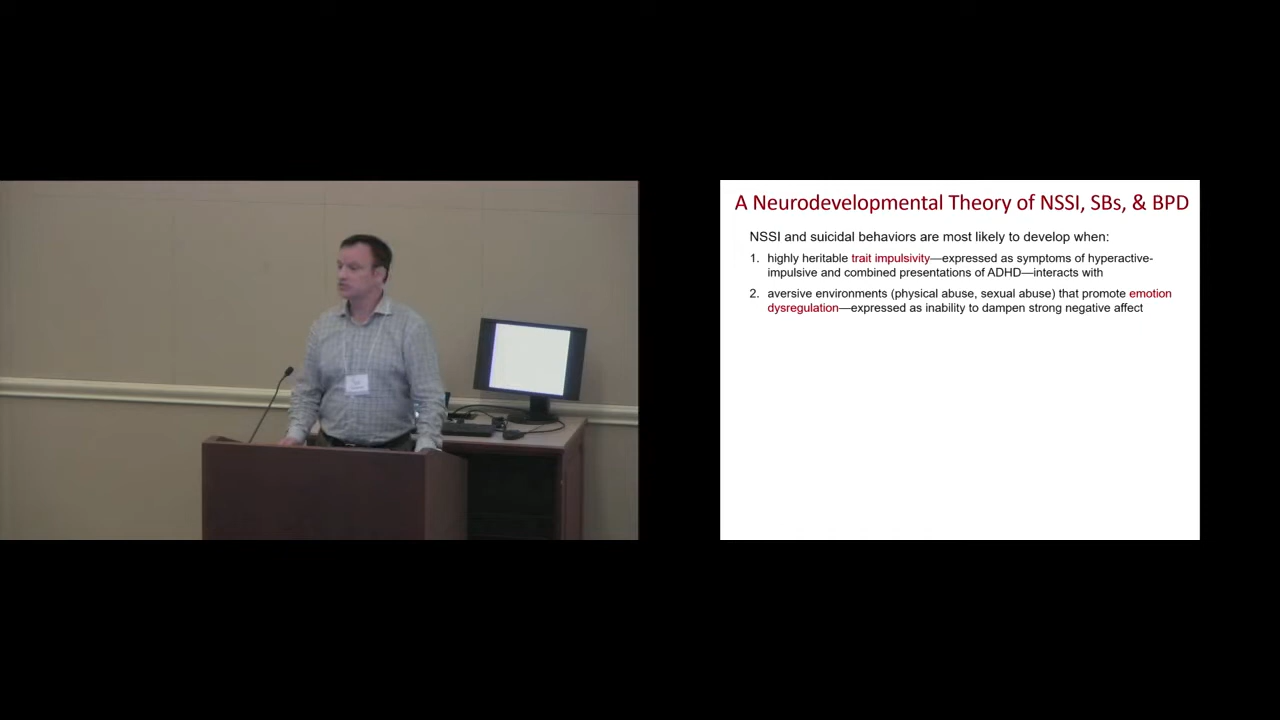 A Neurodevelopmental Theory of NSSI, SBs, & BPD
NSSI and suicidal behaviors are most likely to develop when:
1. highly heritable trait impulsivity—expressed as symptoms of hyperactive-
impulsive and combined presentations of ADHD—interacts with
2. aversive environments (physical abuse, sexual abuse) that promote emotion
dysregulation—expressed as inability to dampen strong negative affect